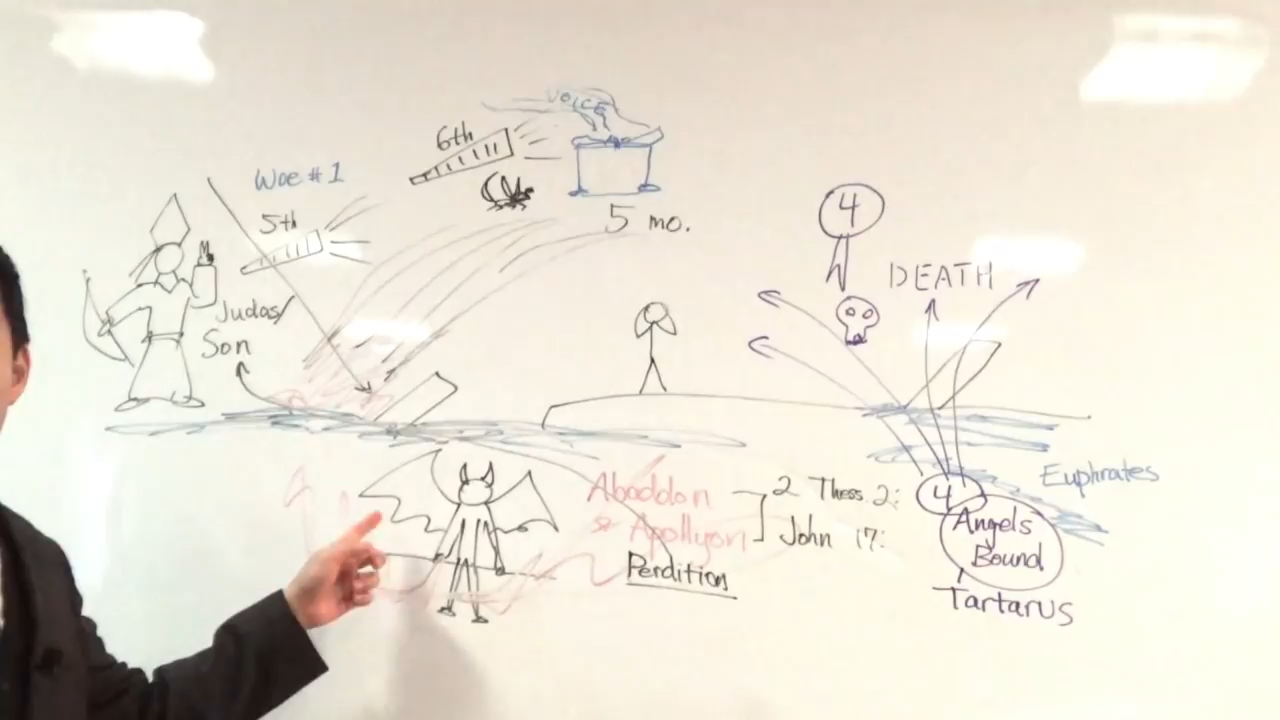 VOICE
6th
Woe #1
5th
5 mo.
4
DEATH
Judas/
Son
Euphrates
Abaddon
& Apollyon
2 Thess 2:
John 17:
Perdition
4
Angels
Bound
Tartarus